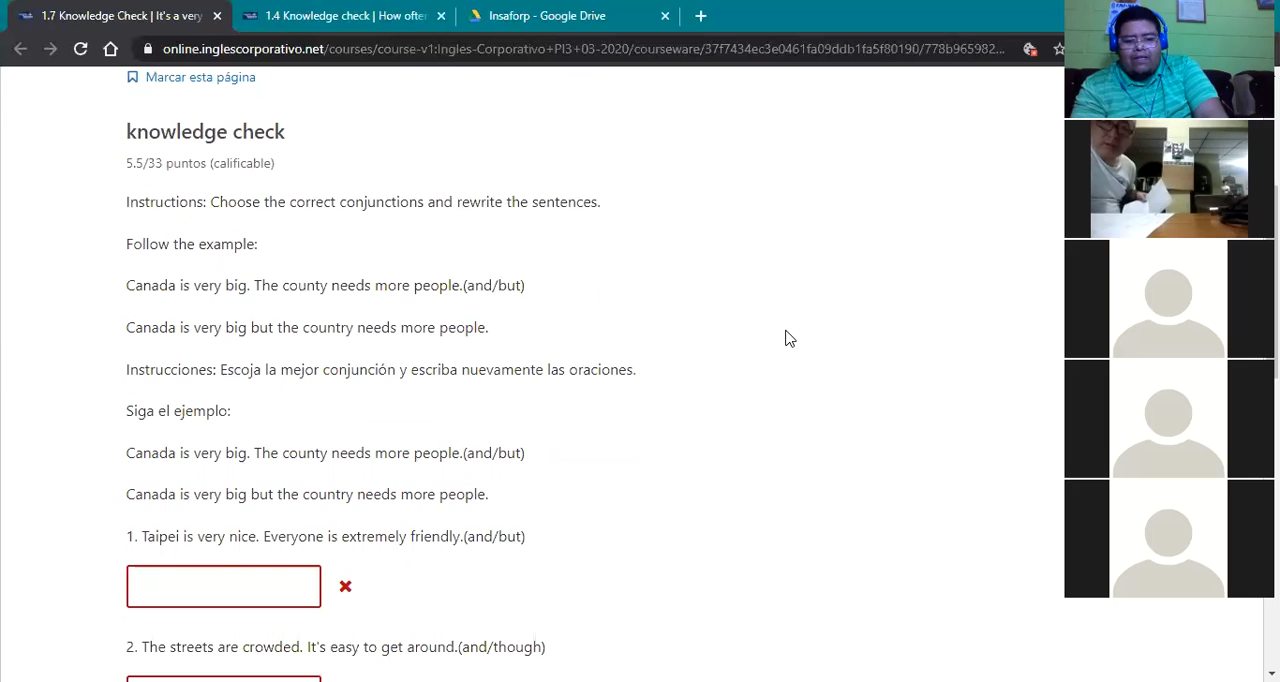 1.7 Knowledge Check | It's a very
1.4 Knowledge check | How ofter
Insaforp - Google Drive
online.inglescorporativo.net/courses/course-v1:Ingles-Corporativo+PI3+03-2020/courseware/37f7434ec3e0461fa09ddb1fa5f80190/778b965982...
Marcar esta página
knowledge check
5.5/33 puntos (calificable)
Instructions: Choose the correct conjunctions and rewrite the sentences.
Follow the example:
Canada is very big. The county needs more people.(and/but)
Canada is very big but the country needs more people.
Instrucciones: Escoja la mejor conjunción y escriba nuevamente las oraciones.
Siga el ejemplo:
Canada is very big. The county needs more people.(and/but)
Canada is very big but the country needs more people.
1. Taipei is very nice. Everyone is extremely friendly.(and/but)
2. The streets are crowded. It's easy to get around.(and/though)